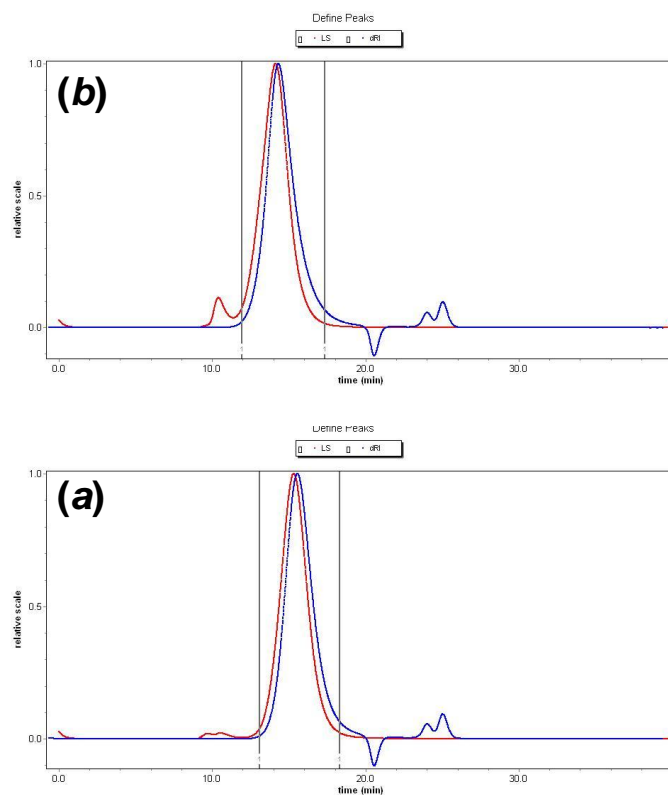 Define Peaks
LS dRI
(b)
1.0
0.5
0.0
relative scale
0.0 10.0 20.0 30.0
time (min)
Define Peaks
LS dRI
(a)
1.0
0.5
0.0
relative scale
0.0 10.0 20.0 30.0
time (min)